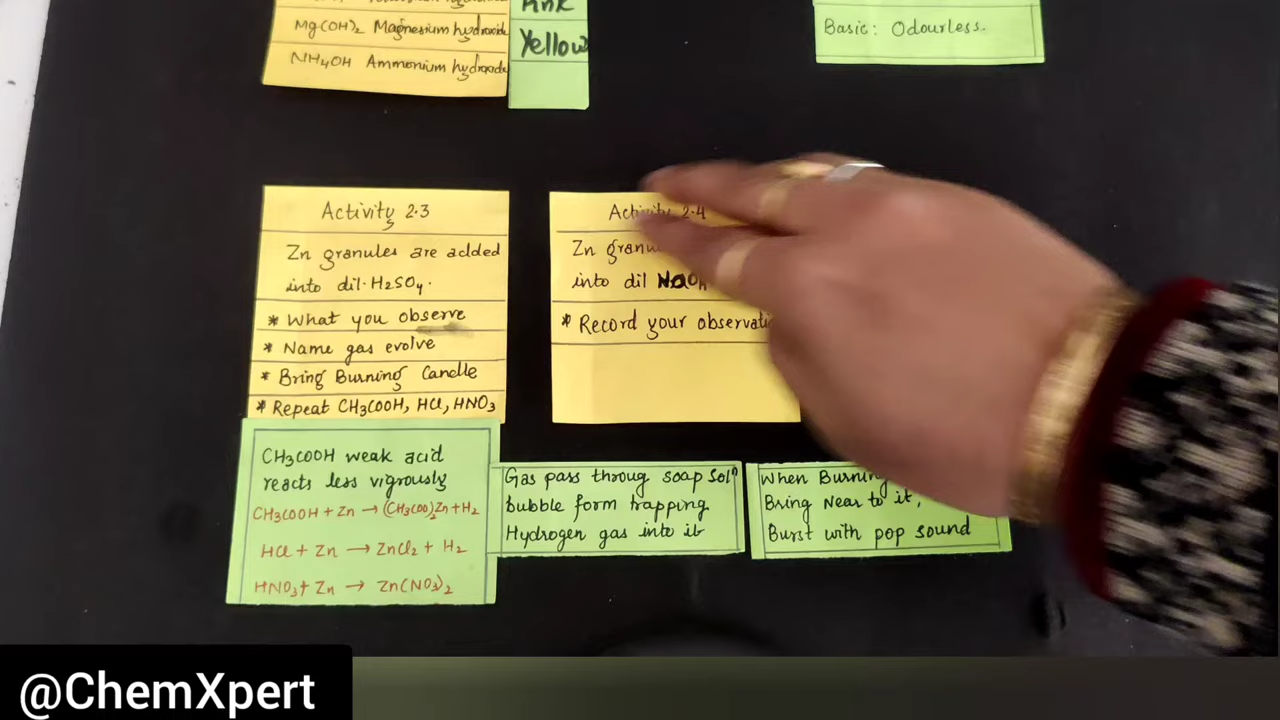 Mg(OH)2 Magnesium hydroxide
NH4OH Ammonium hydroxide
Pink
Yellow
Basic: Odourless.
Activity 2.3
Zn granules are added
into dil. H2SO4.
* What you observe
* Name gas evolve
* Bring Burning Candle
* Repeat CH3COOH, HCl, HNO3
Activity 2.4
Zn
into dil NaOH
* Record your
CH3COOH weak acid
reacts less vigrously
CH3COOH + Zn → (CH3COO)2Zn + H2
HCl + Zn → ZnCl2 + H2
HNO3 + Zn → Zn(NO3)2
Gas pass throug soap solⁿ
bubble form trapping
Hydrogen gas into it
When Burning
Bring Near to it,
Burst with pop sound
@ChemXpert